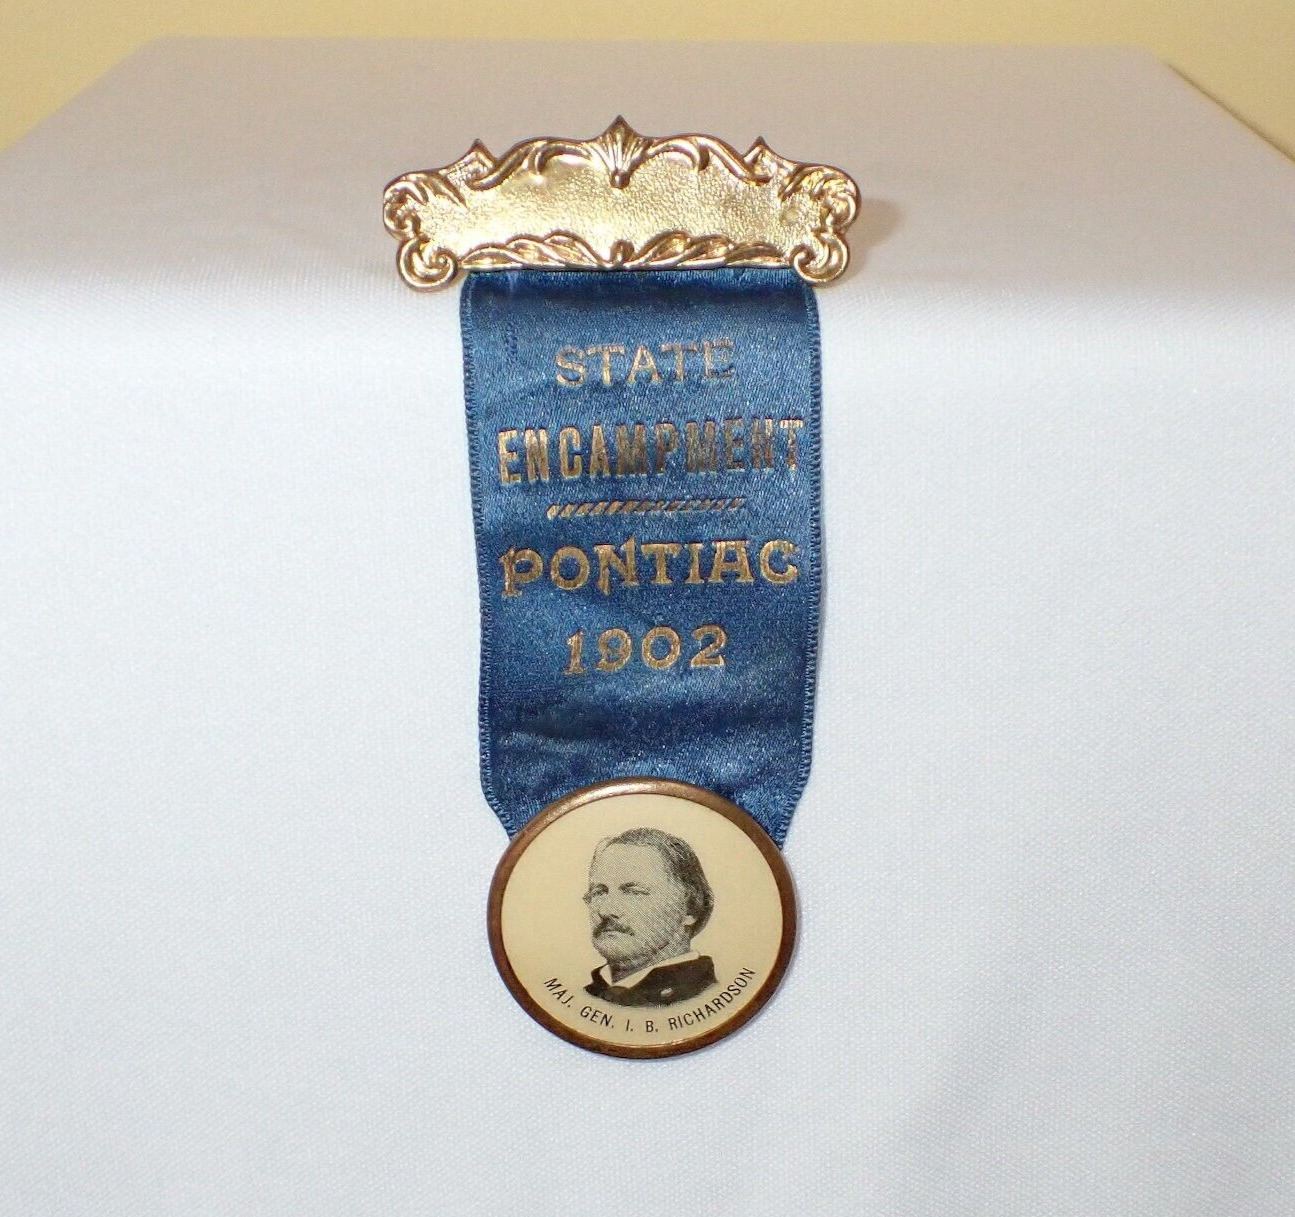 STATE
ENCAMPMENT
PONTIAC
1902
MAJ. GEN. I. B. RICHARDSON